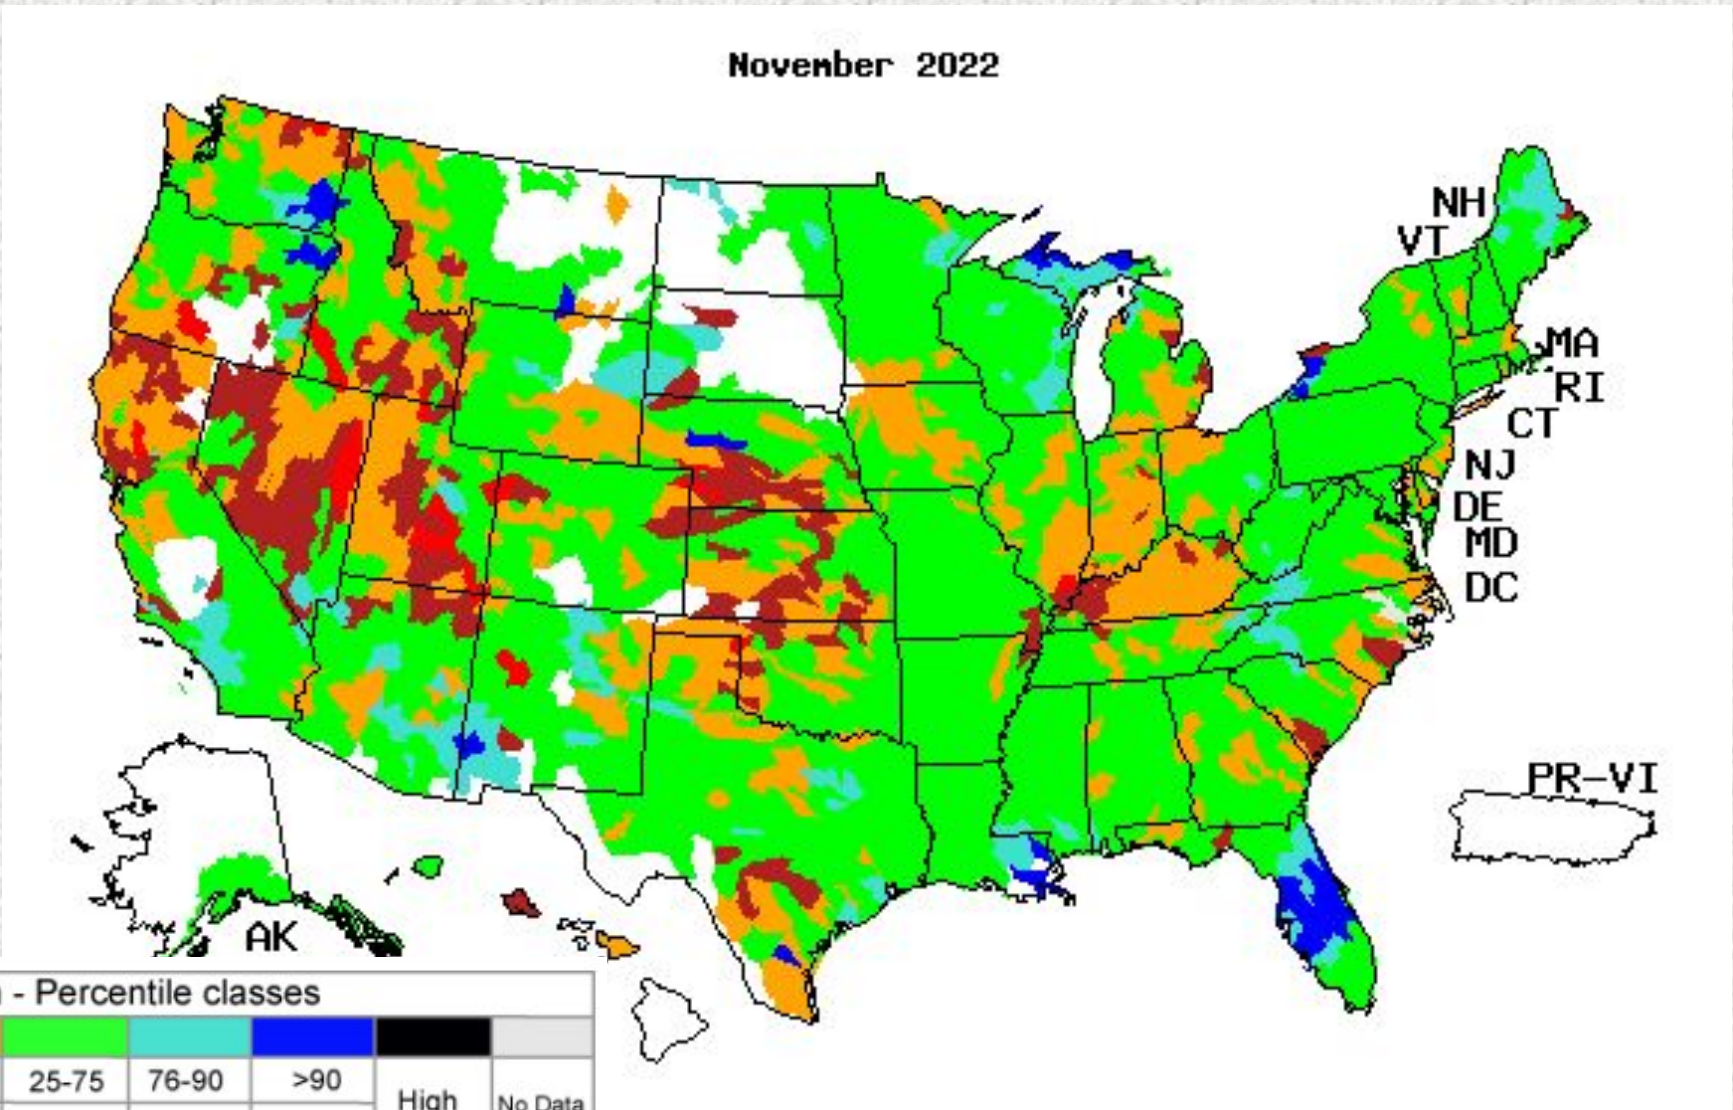 November 2022
NH
VT
MA
RI
CT
NJ
DE
MD
DC
PR-VI
AK
- Percentile classes
25-75 76-90 >90
High No Data